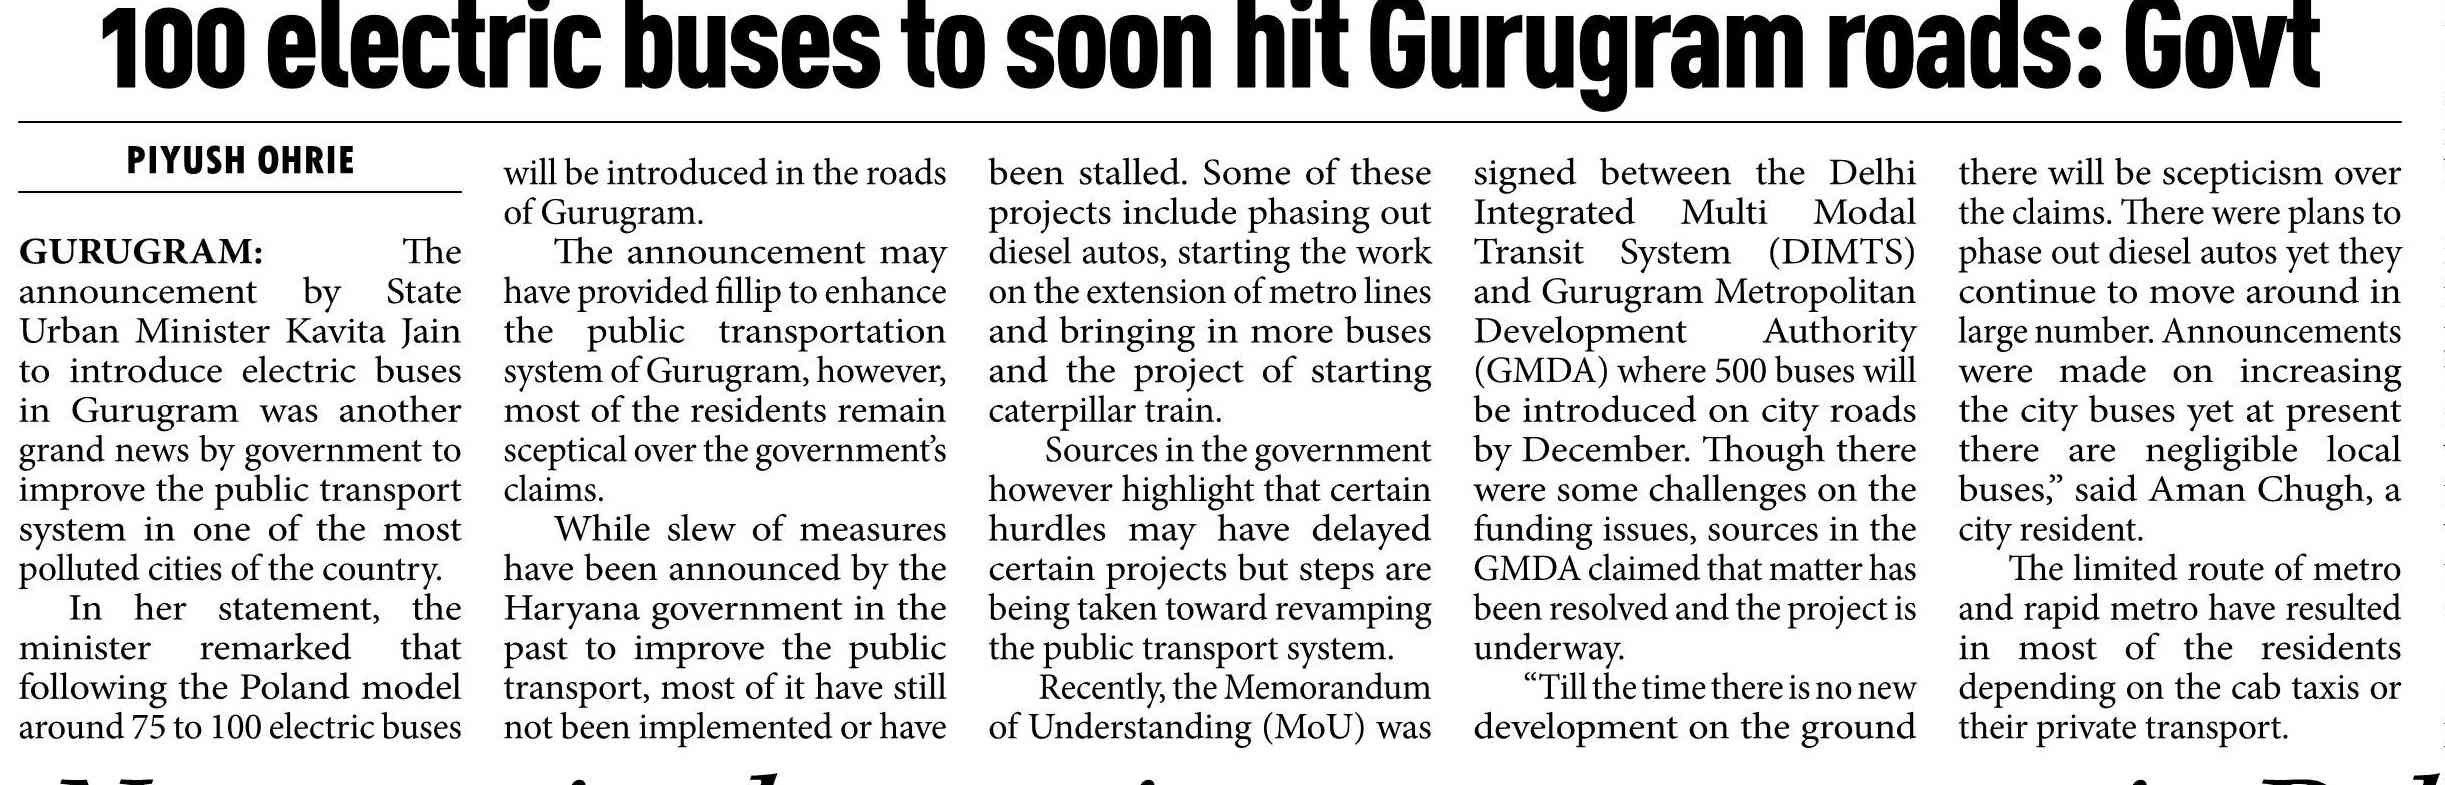 100 electric buses to soon hit Gurugram roads: Govt
PIYUSH OHRIE
GURUGRAM: The
announcement by State
Urban Minister Kavita Jain
to introduce electric buses
in Gurugram was another
grand news by government to
improve the public transport
system in one of the most
polluted cities of the country.
In her statement, the
minister remarked that
following the Poland model
around 75 to 100 electric buses
will be introduced in the roads
of Gurugram.
The announcement may
have provided fillip to enhance
the public transportation
system of Gurugram, however,
most of the residents remain
sceptical over the government's
claims.
While slew of measures
have been announced by the
Haryana government in the
past to improve the public
transport, most of it have still
not been implemented or have
been stalled. Some of these
projects include phasing out
diesel autos, starting the work
on the extension of metro lines
and bringing in more buses
and the project of starting
caterpillar train.
Sources in the government
however highlight that certain
hurdles may have delayed
certain projects but steps are
being taken toward revamping
the public transport system.
Recently, the Memorandum
of Understanding (MoU) was
signed between the Delhi
Integrated Multi Modal
Transit System (DIMTS)
and Gurugram Metropolitan
Development Authority
(GMDA) where 500 buses will
be introduced on city roads
by December. Though there
were some challenges on the
funding issues, sources in the
GMDA claimed that matter has
been resolved and the project is
underway.
“Till the time there is no new
development on the ground
there will be scepticism over
the claims. There were plans to
phase out diesel autos yet they
continue to move around in
large number. Announcements
were made on increasing
the city buses yet at present
there are negligible local
buses,” said Aman Chugh, a
city resident.
The limited route of metro
and rapid metro have resulted
in most of the residents
depending on the cab taxis or
their private transport.